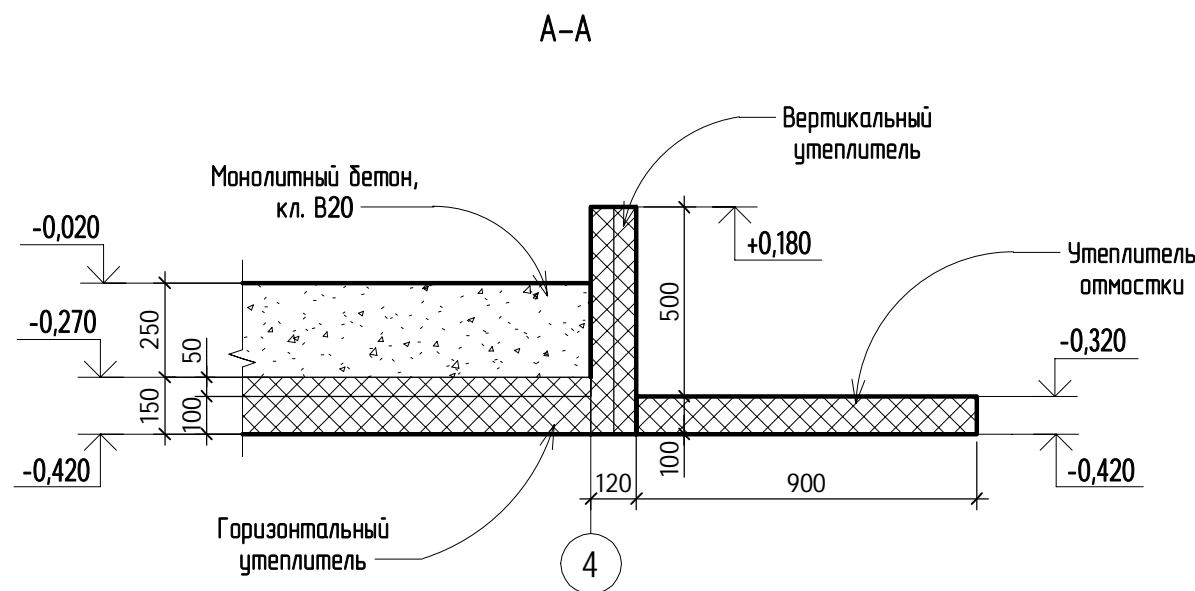 А-А
Вертикальный
утеплитель
Монолитный бетон,
кл. В20
-0,020
+0,180
Утеплитель
отмостки
500
250
-0,270
50
-0,320
150
100
100
-0,420
-0,420
120
900
Горизонтальный
утеплитель
4